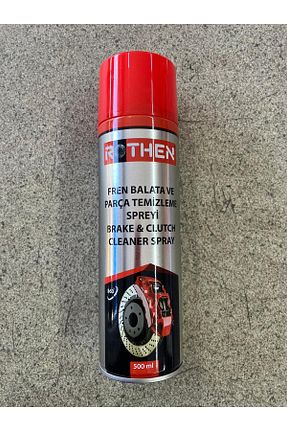 ROTHEN
FREN BALATA VE
PARÇA TEMİZLEME
SPREYİ
BRAKE & CLUTCH
CLEANER SPRAY
500 ml